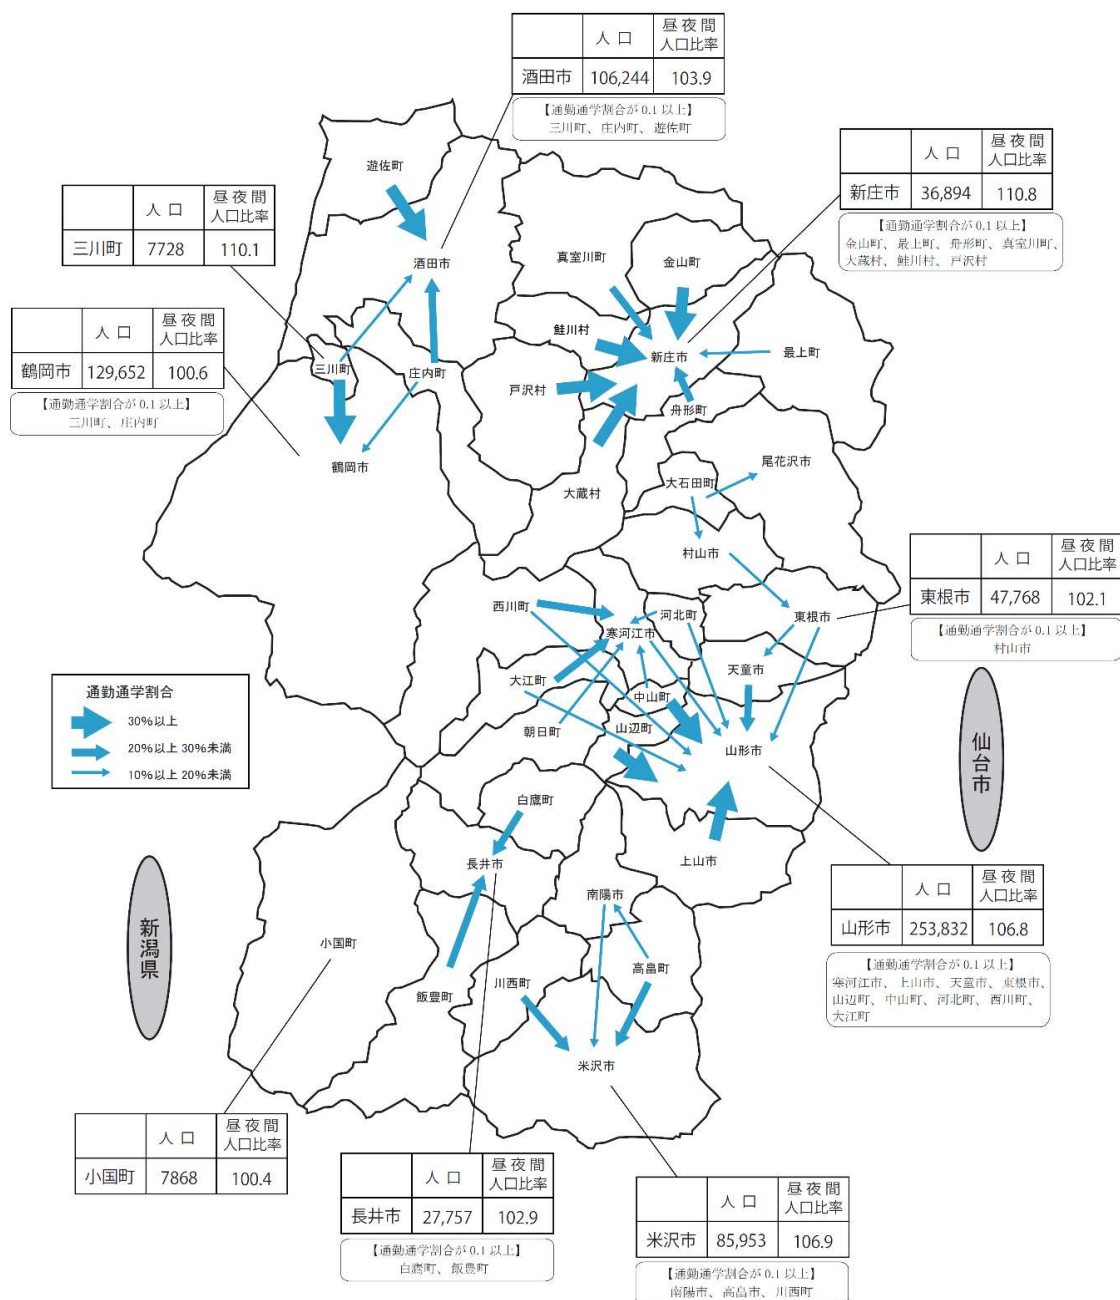 人 口
昼 夜 間
人口比率
酒田市 106,244 103.9
【通勤通学割合が 0.1 以上】
三川町、庄内町、遊佐町
人 口
昼 夜 間
人口比率
新庄市 36,894 110.8
【通勤通学割合が 0.1 以上】
金山町、最上町、舟形町、真室川町、
大蔵村、鮭川村、戸沢村
人 口
昼 夜 間
人口比率
三川町 7728 110.1
人 口
昼 夜 間
人口比率
鶴岡市 129,652 100.6
【通勤通学割合が 0.1 以上】
三川町、庄内町
遊佐町
酒田市
真室川町
金山町
鮭川村
新庄市
最上町
三川町
庄内町
戸沢村
舟形町
鶴岡市
大蔵村
大石田町
尾花沢市
村山市
人 口
昼 夜 間
人口比率
東根市 47,768 102.1
【通勤通学割合が 0.1 以上】
村山市
西川町
寒河江市
河北町
東根市
大江町
中山町
天童市
朝日町
山辺町
山形市
通勤通学割合
30%以上
20%以上 30%未満
10%以上 20%未満
仙台市
白鷹町
長井市
上山市
南陽市
新潟県
小国町
飯豊町
川西町
高畠町
米沢市
人 口
昼 夜 間
人口比率
山形市 253,832 106.8
【通勤通学割合が 0.1 以上】
寒河江市、上山市、天童市、東根市、
山辺町、中山町、河北町、西川町、
大江町
人 口
昼 夜 間
人口比率
小国町 7868 100.4
人 口
昼 夜 間
人口比率
長井市 27,757 102.9
【通勤通学割合が 0.1 以上】
白鷹町、飯豊町
人 口
昼 夜 間
人口比率
米沢市 85,953 106.9
【通勤通学割合が 0.1 以上】
南陽市、高畠市、川西町